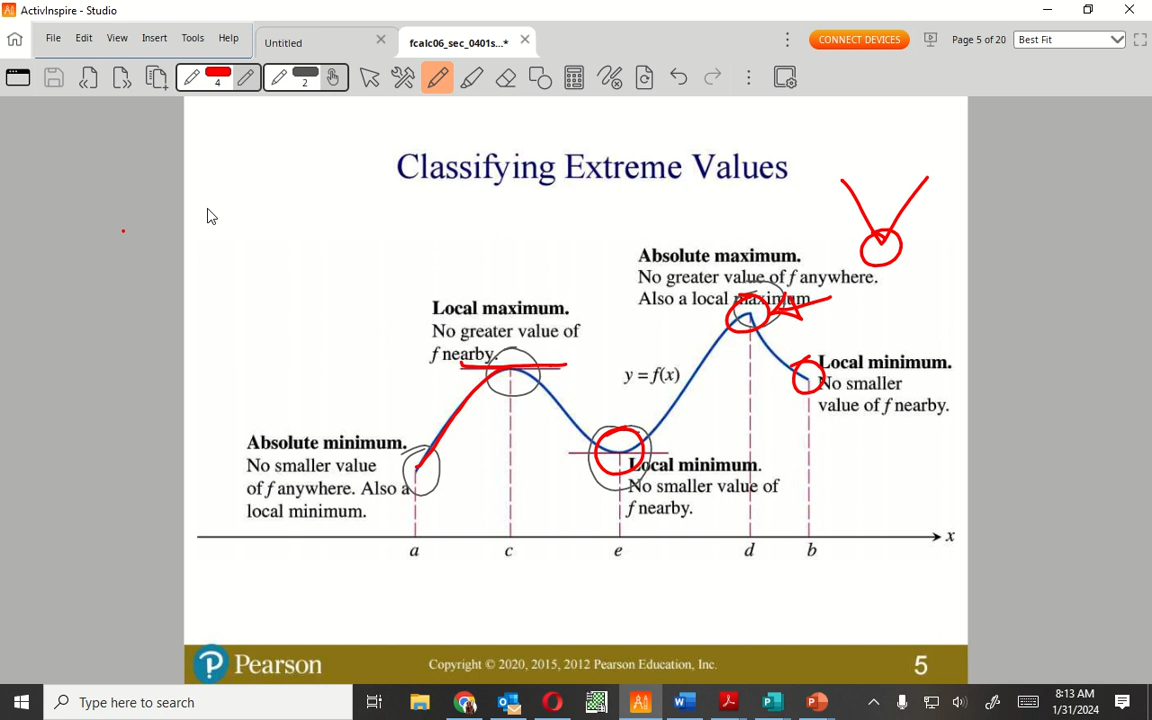 ActivInspire - Studio
File Edit View Insert Tools Help
Untitled
fcalc06_sec_0401s...*
CONNECT DEVICES
Page 5 of 20
Best Fit
4
2
Classifying Extreme Values
Absolute maximum.
No greater value of f anywhere.
Also a local maximum
Local maximum.
No greater value of
f nearby.
Local minimum.
No smaller
value of f nearby.
y = f(x)
Absolute minimum.
No smaller value
of f anywhere. Also a
local minimum.
Local minimum.
No smaller value of
f nearby.
a c e d b x
Pearson
Copyright © 2020, 2015, 2012 Pearson Education, Inc.
5
Type here to search
8:13 AM
1/31/2024